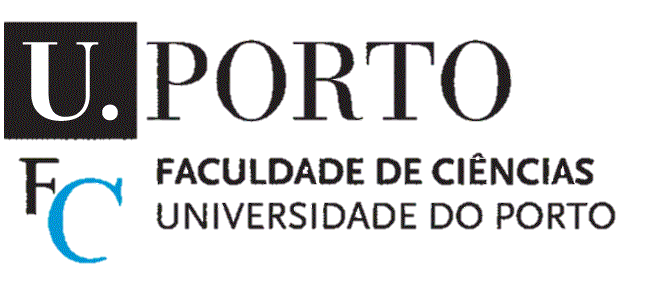 U. PORTO
FC
FACULDADE DE CIÊNCIAS
UNIVERSIDADE DO PORTO